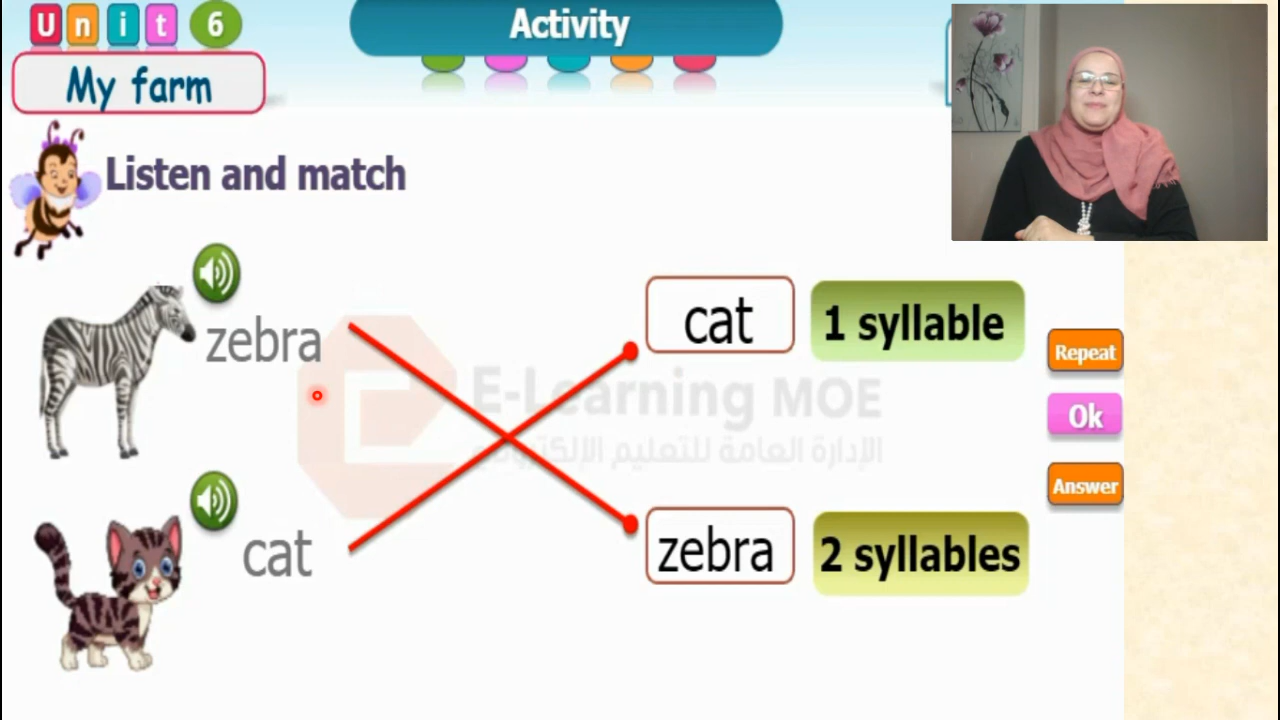 Unit 6
Activity
My farm
Listen and match
zebra
cat 1 syllable
Repeat
E-Learning MOE
Ok
الإدارة العامة للتعليم الإلكتروني
Answer
cat
zebra 2 syllables